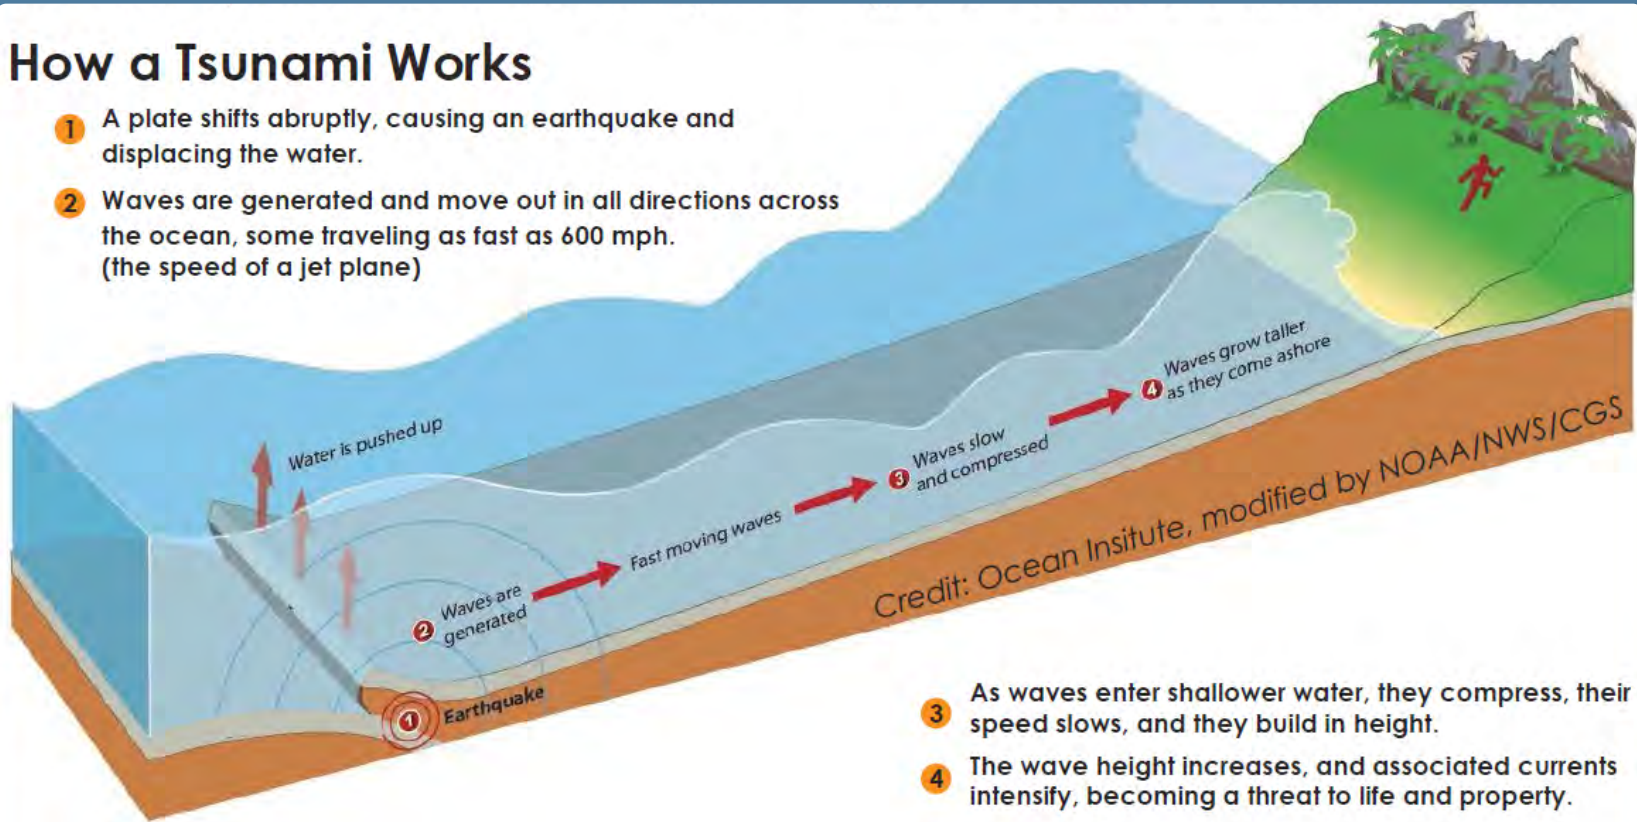 How a Tsunami Works
1 A plate shifts abruptly, causing an earthquake and
displacing the water.
2 Waves are generated and move out in all directions across
the ocean, some traveling as fast as 600 mph.
(the speed of a jet plane)
Water is pushed up
1 Earthquake
2 Waves are
generated
Fast moving waves
3 Waves slow
and compressed
4 Waves grow taller
as they come ashore
Credit: Ocean Insitute, modified by NOAA/NWS/CGS
3 As waves enter shallower water, they compress, their
speed slows, and they build in height.
4 The wave height increases, and associated currents
intensify, becoming a threat to life and property.